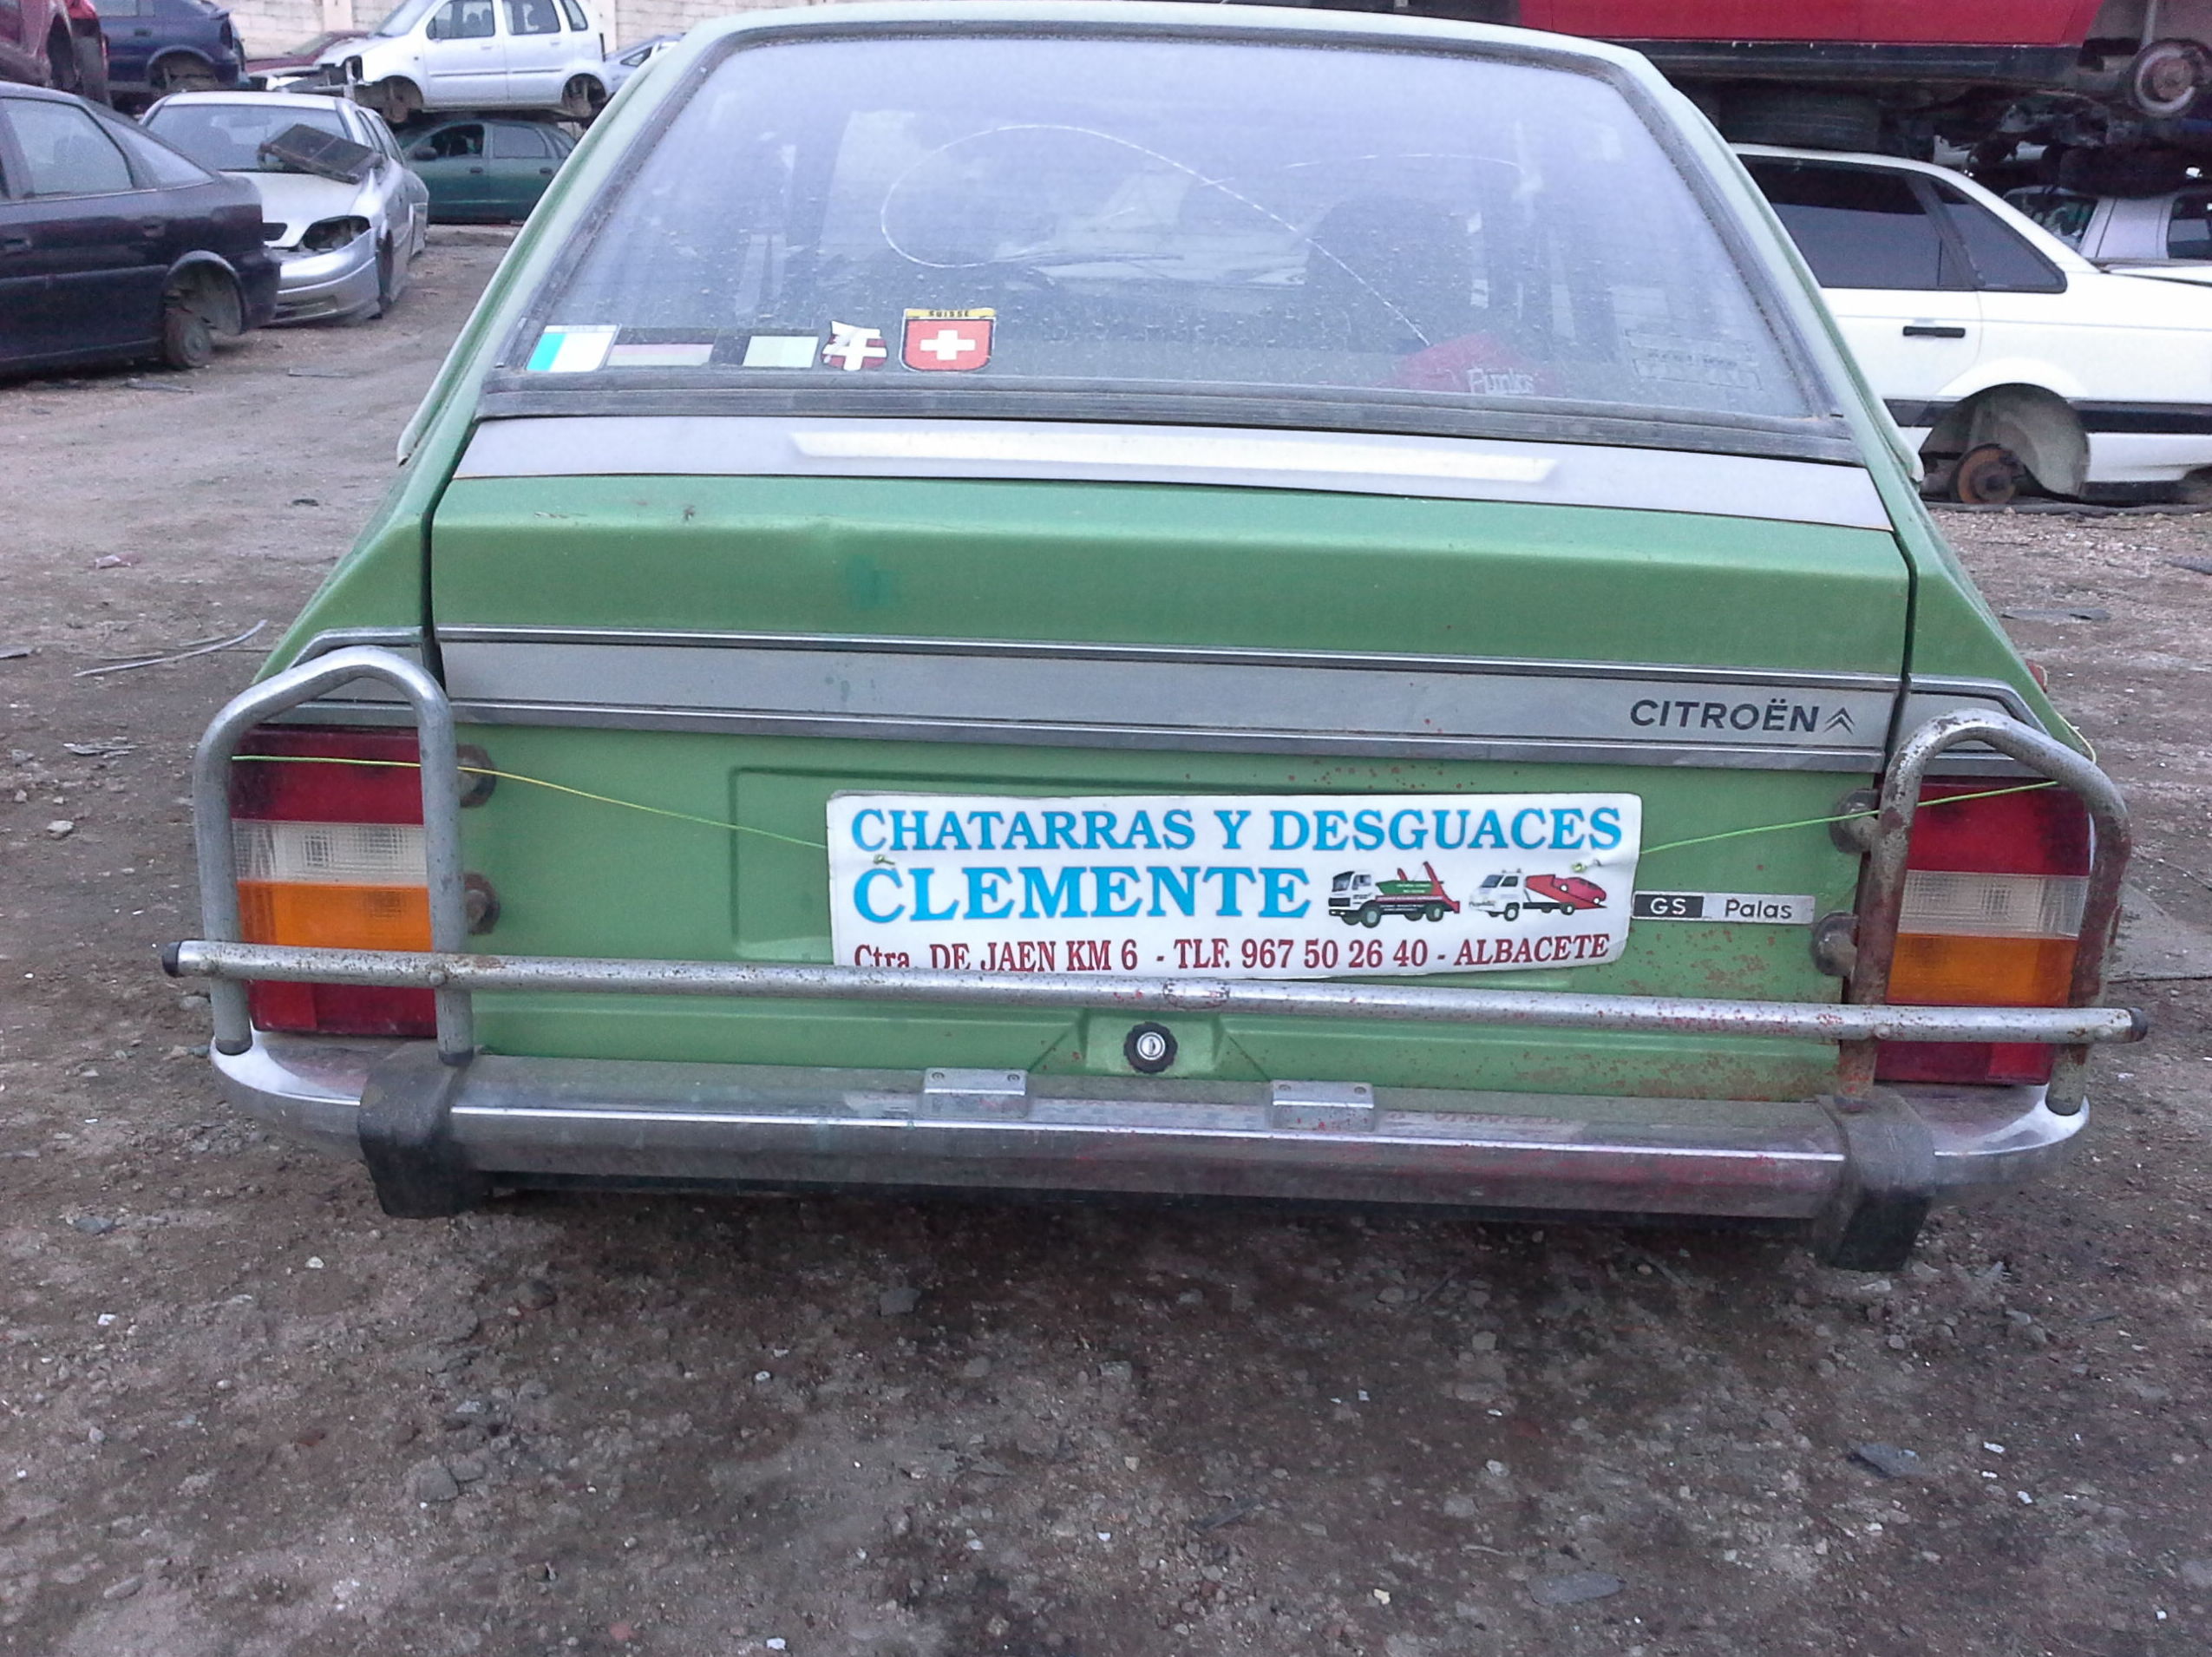 SUISSE
CITROËN
CHATARRAS Y DESGUACES
CLEMENTE
GS Palas
Ctra. DE JAEN KM 6 - TLF. 967 50 26 40 - ALBACETE